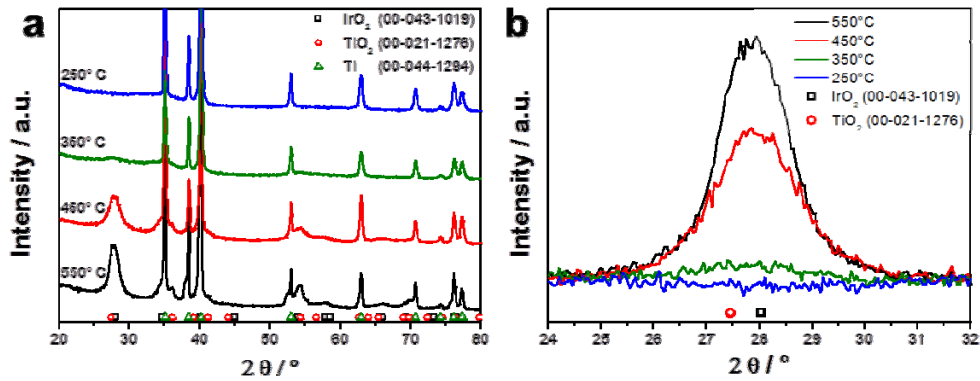 a
IrO2 (00-043-1019)
TiO2 (00-021-1276)
Ti (00-044-1294)
250° C
350° C
450° C
550° C
Intensity / a.u.
20 30 40 50 60 70 80
2 θ / °
b
550°C
450°C
350°C
250°C
IrO2 (00-043-1019)
TiO2 (00-021-1276)
Intensity / a.u.
24 25 26 27 28 29 30 31 32
2 θ / °